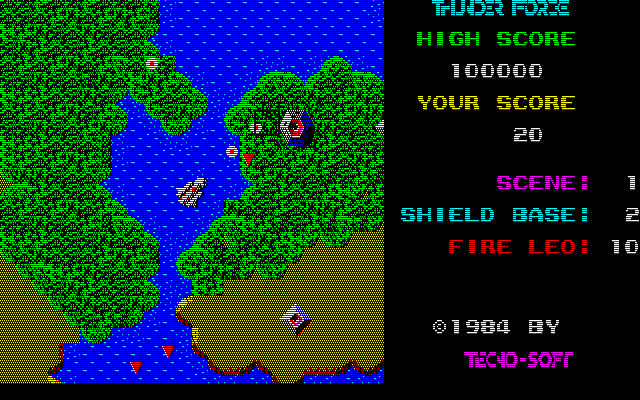 THUNDER FORCE
HIGH SCORE
100000
YOUR SCORE
20
SCENE: 1
SHIELD BASE: 2
FIRE LEO: 10
©1984 BY
TECNO-SOFT